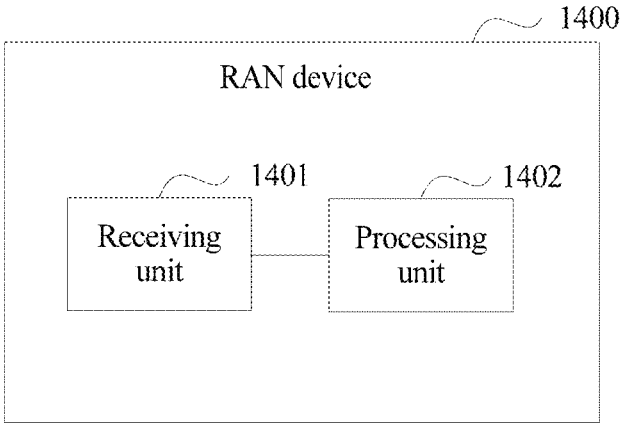 1400
RAN device
1401
1402
Receiving
unit
Processing
unit